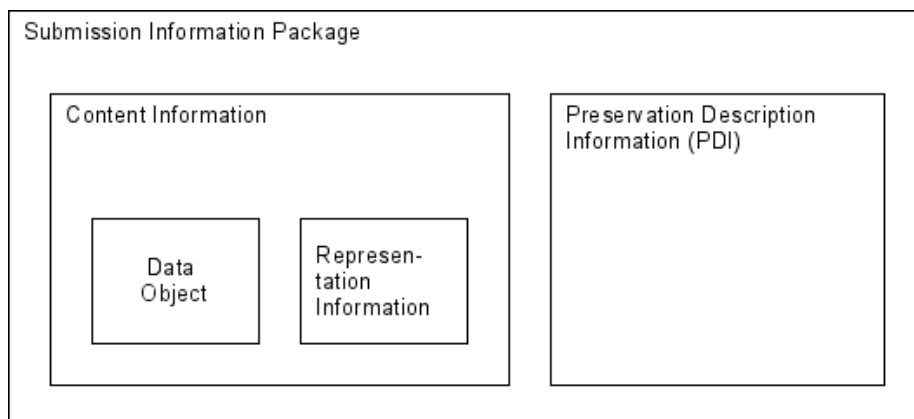 Submission Information Package
Content Information
Preservation Description
Information (PDI)
Data
Object
Represen-
tation
Information